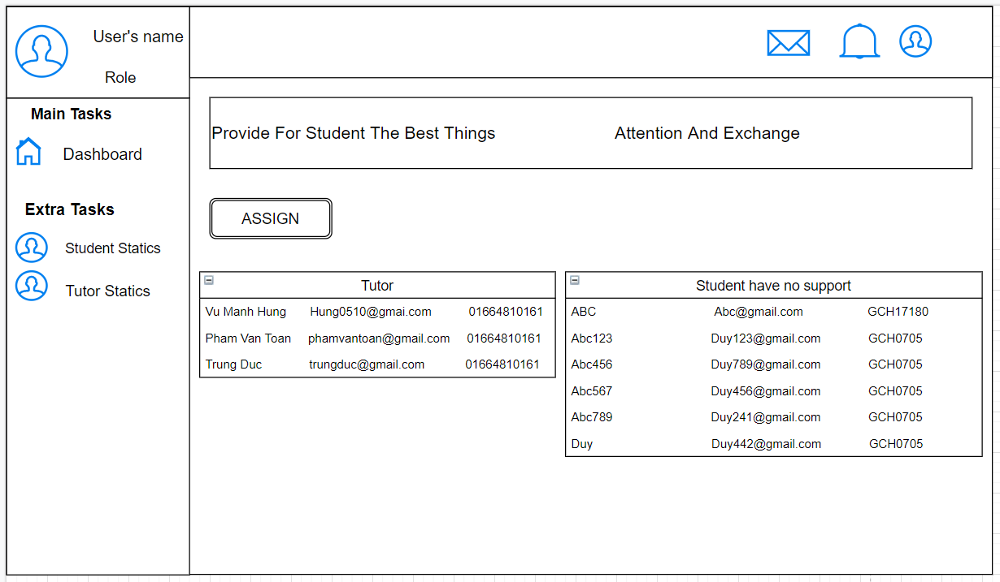 User's name
Role
Main Tasks
Dashboard
Extra Tasks
Student Statics
Tutor Statics
Provide For Student The Best Things Attention And Exchange
ASSIGN
Tutor
Vu Manh Hung Hung0510@gmai.com 01664810161
Pham Van Toan phamvantoan@gmail.com 01664810161
Trung Duc trungduc@gmail.com 01664810161
Student have no support
ABC Abc@gmail.com GCH17180
Abc123 Duy123@gmail.com GCH0705
Abc456 Duy789@gmail.com GCH0705
Abc567 Duy456@gmail.com GCH0705
Abc789 Duy241@gmail.com GCH0705
Duy Duy442@gmail.com GCH0705